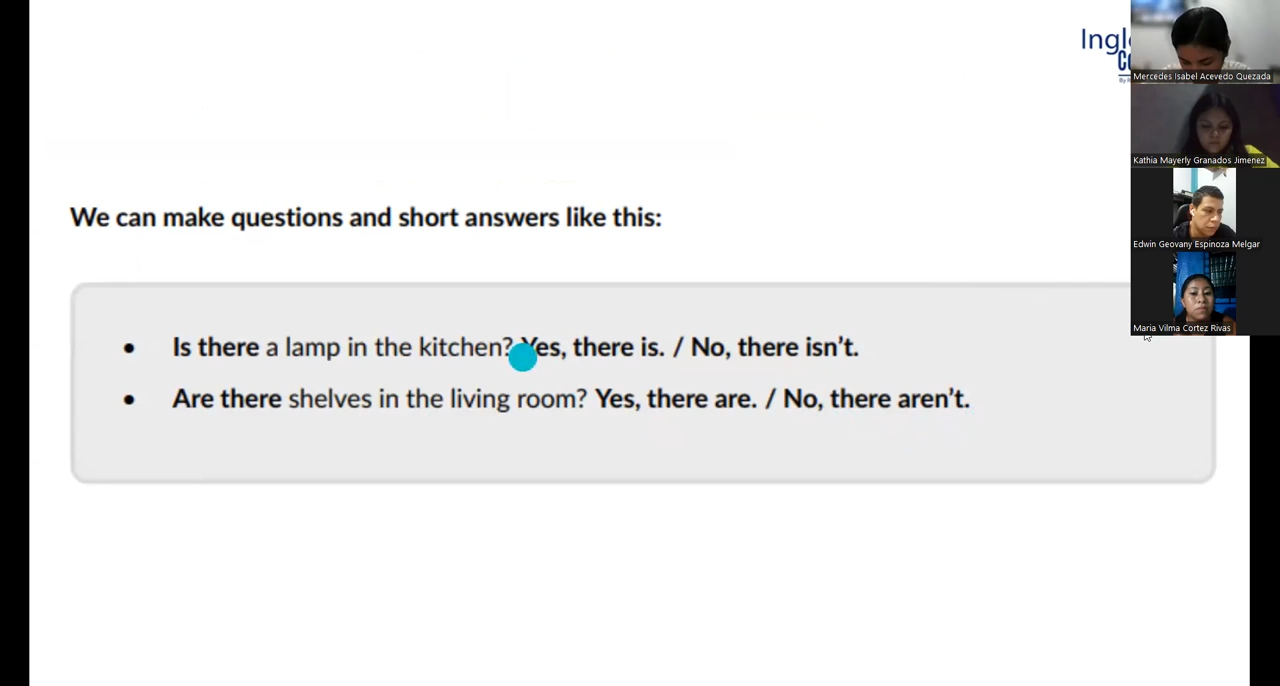 Ingl
We can make questions and short answers like this:
• Is there a lamp in the kitchen? Yes, there is. / No, there isn't.
• Are there shelves in the living room? Yes, there are. / No, there aren't.
Mercedes Isabel Acevedo Quezada
Kathia Mayerly Granados Jimenez
Edwin Geovany Espinoza Melgar
Maria Vilma Cortez Rivas